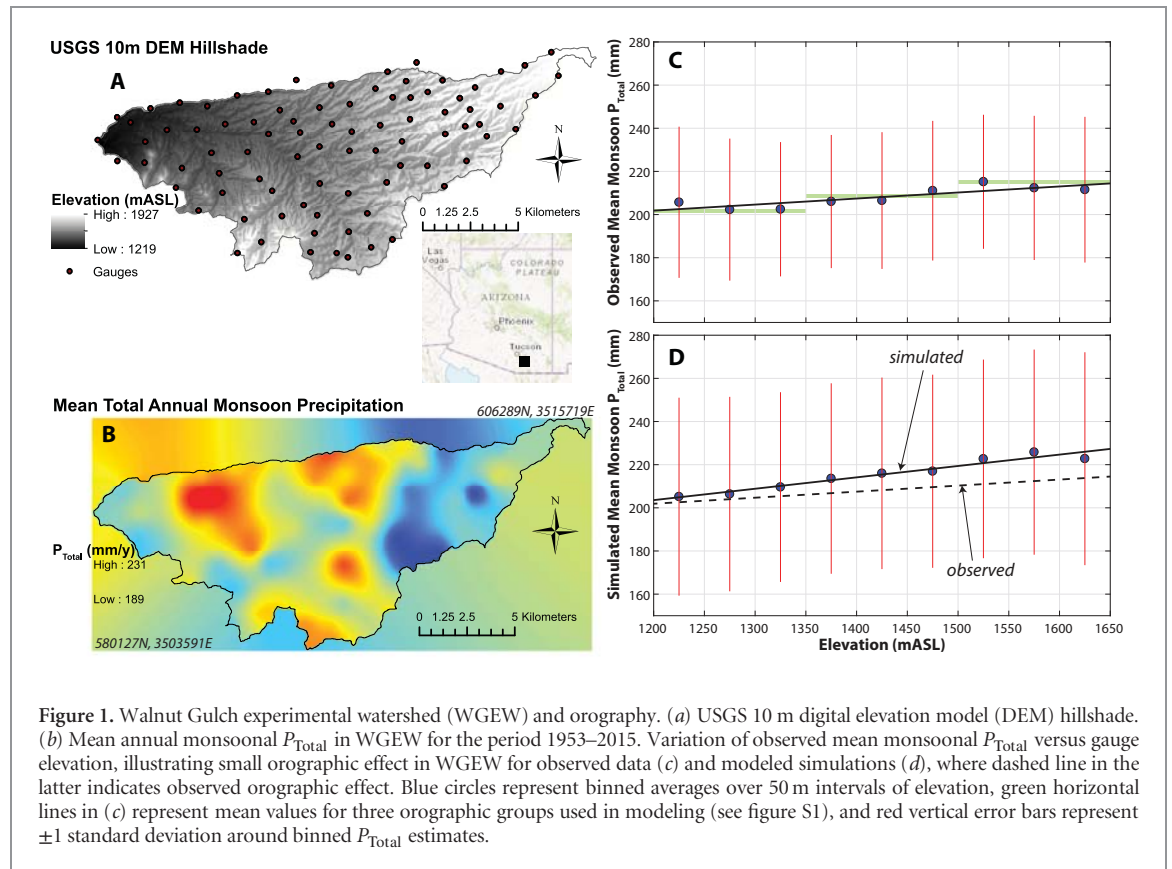 USGS 10m DEM Hillshade
A
N
Elevation (mASL)
High : 1927
Low : 1219
Gauges
0 1.25 2.5 5 Kilometers
Las
Vegas
COLORADO
PLATEAU
ARIZONA
Phoenix
Tucson
Mean Total Annual Monsoon Precipitation
606289N, 3515719E
B
N
P_Total (mm/y)
High : 231
Low : 189
0 1.25 2.5 5 Kilometers
580127N, 3503591E
C
Observed Mean Monsoon P_Total (mm)
280
260
240
220
200
180
160
D
Simulated Mean Monsoon P_Total (mm)
280
260
240
220
200
180
160
140
simulated
observed
1200 1250 1300 1350 1400 1450 1500 1550 1600 1650
Elevation (mASL)
Figure 1. Walnut Gulch experimental watershed (WGEW) and orography. (a) USGS 10 m digital elevation model (DEM) hillshade.
(b) Mean annual monsoonal P_Total in WGEW for the period 1953–2015. Variation of observed mean monsoonal P_Total versus gauge
elevation, illustrating small orographic effect in WGEW for observed data (c) and modeled simulations (d), where dashed line in the
latter indicates observed orographic effect. Blue circles represent binned averages over 50 m intervals of elevation, green horizontal
lines in (c) represent mean values for three orographic groups used in modeling (see figure S1), and red vertical error bars represent
±1 standard deviation around binned P_Total estimates.